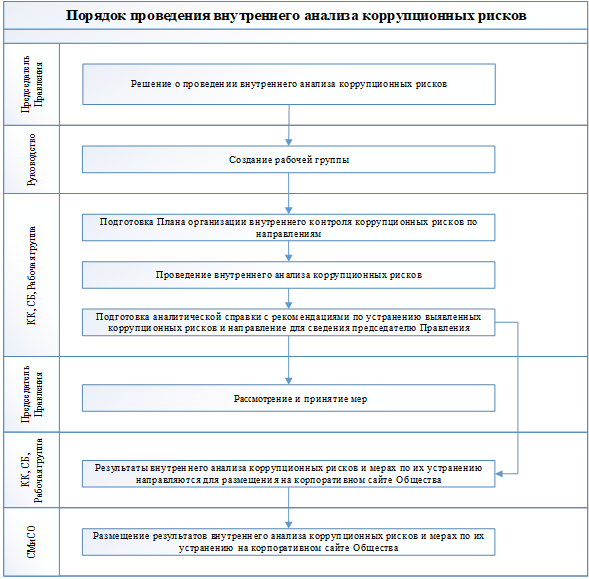 Порядок проведения внутреннего анализа коррупционных рисков
Председатель
Правления
Решение о проведении внутреннего анализа коррупционных рисков
Руководство
Создание рабочей группы
КК, СБ, Рабочая группа
Подготовка Плана организации внутреннего контроля коррупционных рисков по
направлениям
Проведение внутреннего анализа коррупционных рисков
Подготовка аналитической справки с рекомендациями по устранению выявленных
коррупционных рисков и направление для сведения председателю Правления
Председатель
Правления
Рассмотрение и принятие мер
КК, СБ,
Рабочая группа
Результаты внутреннего анализа коррупционных рисков и мерах по их устранению
направляются для размещения на корпоративном сайте Общества
СМиСО
Размещение результатов внутреннего анализа коррупционных рисков и мерах по их
устранению на корпоративном сайте Общества